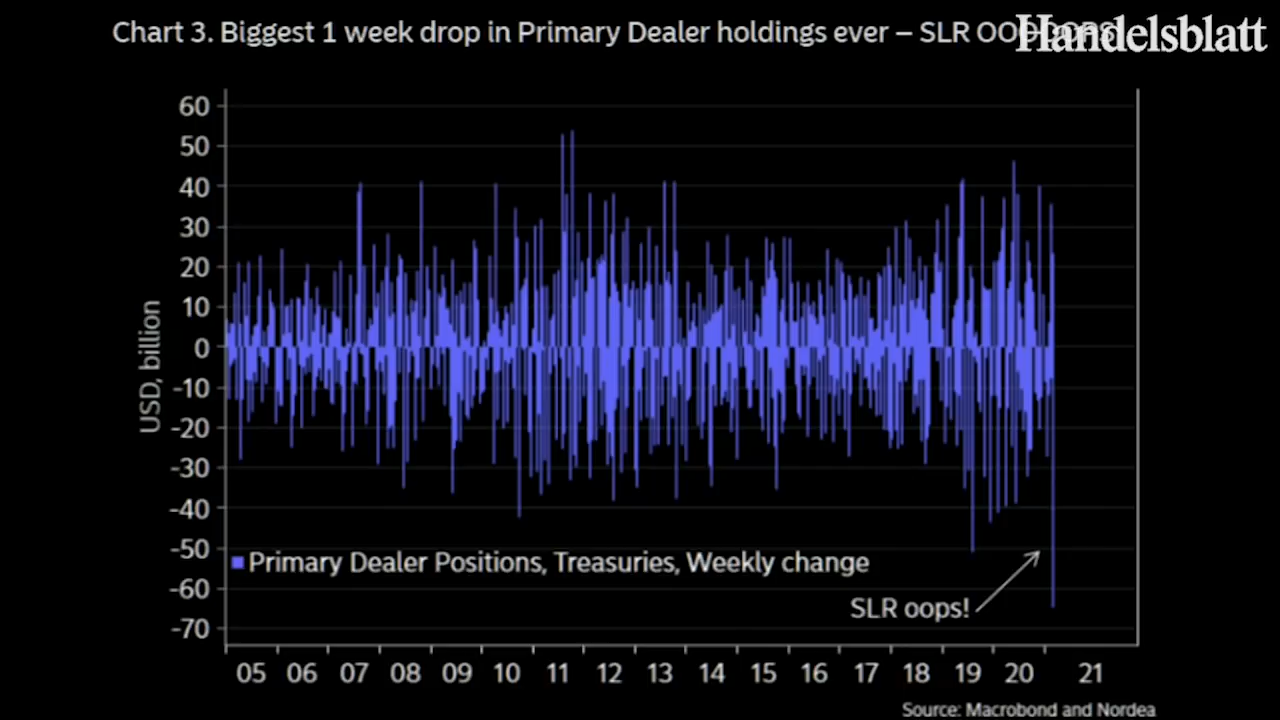 Chart 3. Biggest 1 week drop in Primary Dealer holdings ever – SLR
Handelsblatt
60
50
40
30
20
10
0
-10
-20
-30
-40
-50
-60
-70
USD, billion
Primary Dealer Positions, Treasuries, Weekly change
SLR oops!
05 06 07 08 09 10 11 12 13 14 15 16 17 18 19 20 21
Source: Macrobond and Nordea